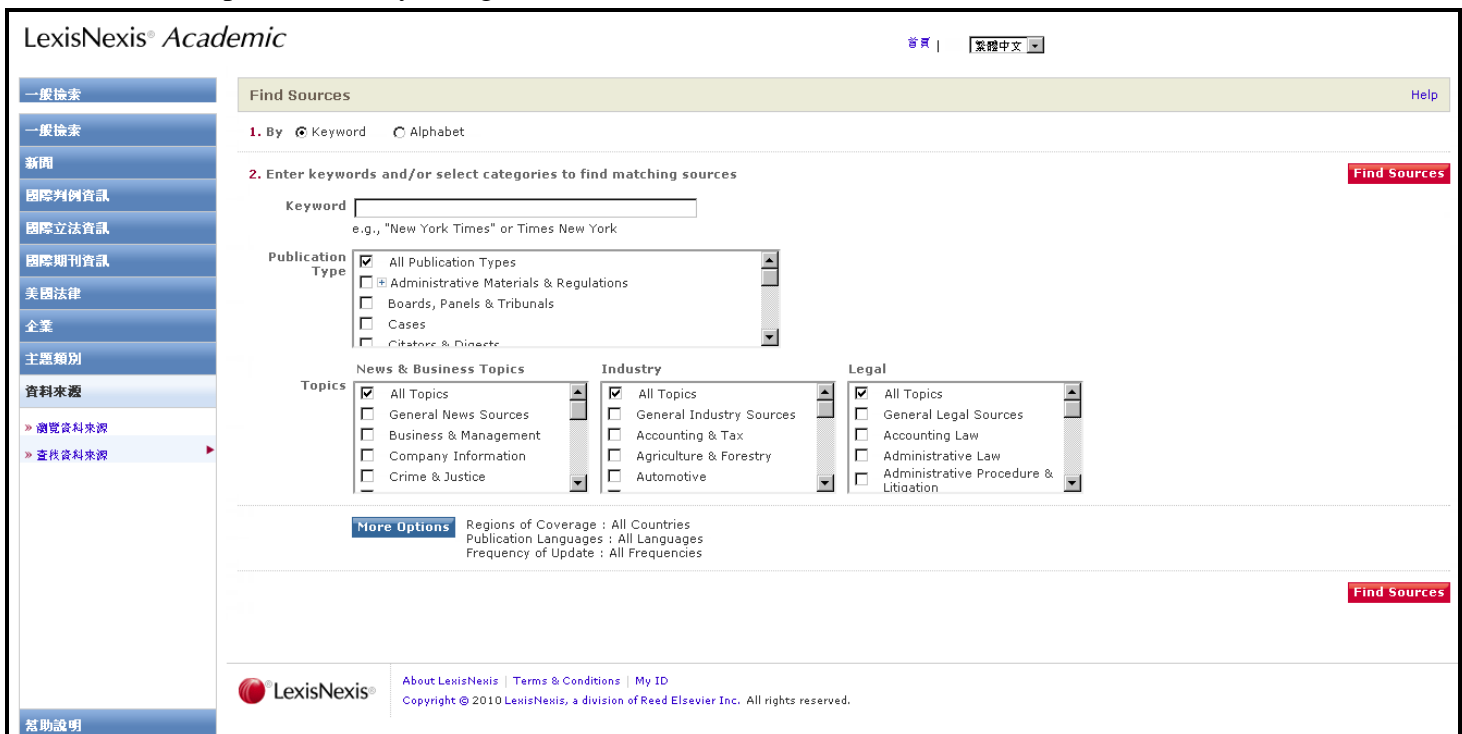 LexisNexis® Academic
首頁 |
繁體中文
一般檢索
一般檢索
新聞
國際判例資訊
國際立法資訊
國際期刊資訊
美國法律
企業
主題類別
資料來源
» 瀏覽資料來源
» 查找資料來源
幫助說明
Find Sources
Help
1. By Keyword Alphabet
2. Enter keywords and/or select categories to find matching sources
Find Sources
Keyword
e.g., "New York Times" or Times New York
Publication
Type
All Publication Types
Administrative Materials & Regulations
Boards, Panels & Tribunals
Cases
Citators & Digests
Topics
News & Business Topics
All Topics
General News Sources
Business & Management
Company Information
Crime & Justice
Industry
All Topics
General Industry Sources
Accounting & Tax
Agriculture & Forestry
Automotive
Legal
All Topics
General Legal Sources
Accounting Law
Administrative Law
Administrative Procedure &
Litigation
More Options
Regions of Coverage : All Countries
Publication Languages : All Languages
Frequency of Update : All Frequencies
Find Sources
LexisNexis®
About LexisNexis | Terms & Conditions | My ID
Copyright © 2010 LexisNexis, a division of Reed Elsevier Inc. All rights reserved.